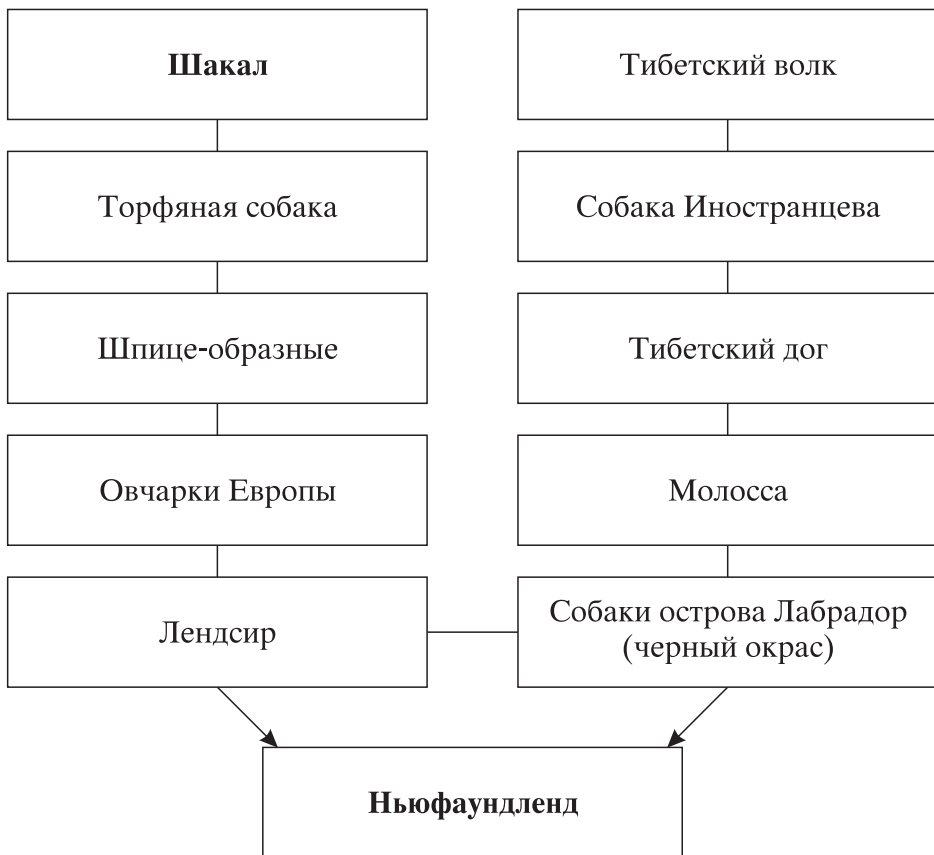 Шакал
Тибетский волк
Торфяная собака
Собака Иностранцева
Шпице-образные
Тибетский дог
Овчарки Европы
Молосса
Лендсир
Собаки острова Лабрадор
(черный окрас)
Ньюфаундленд